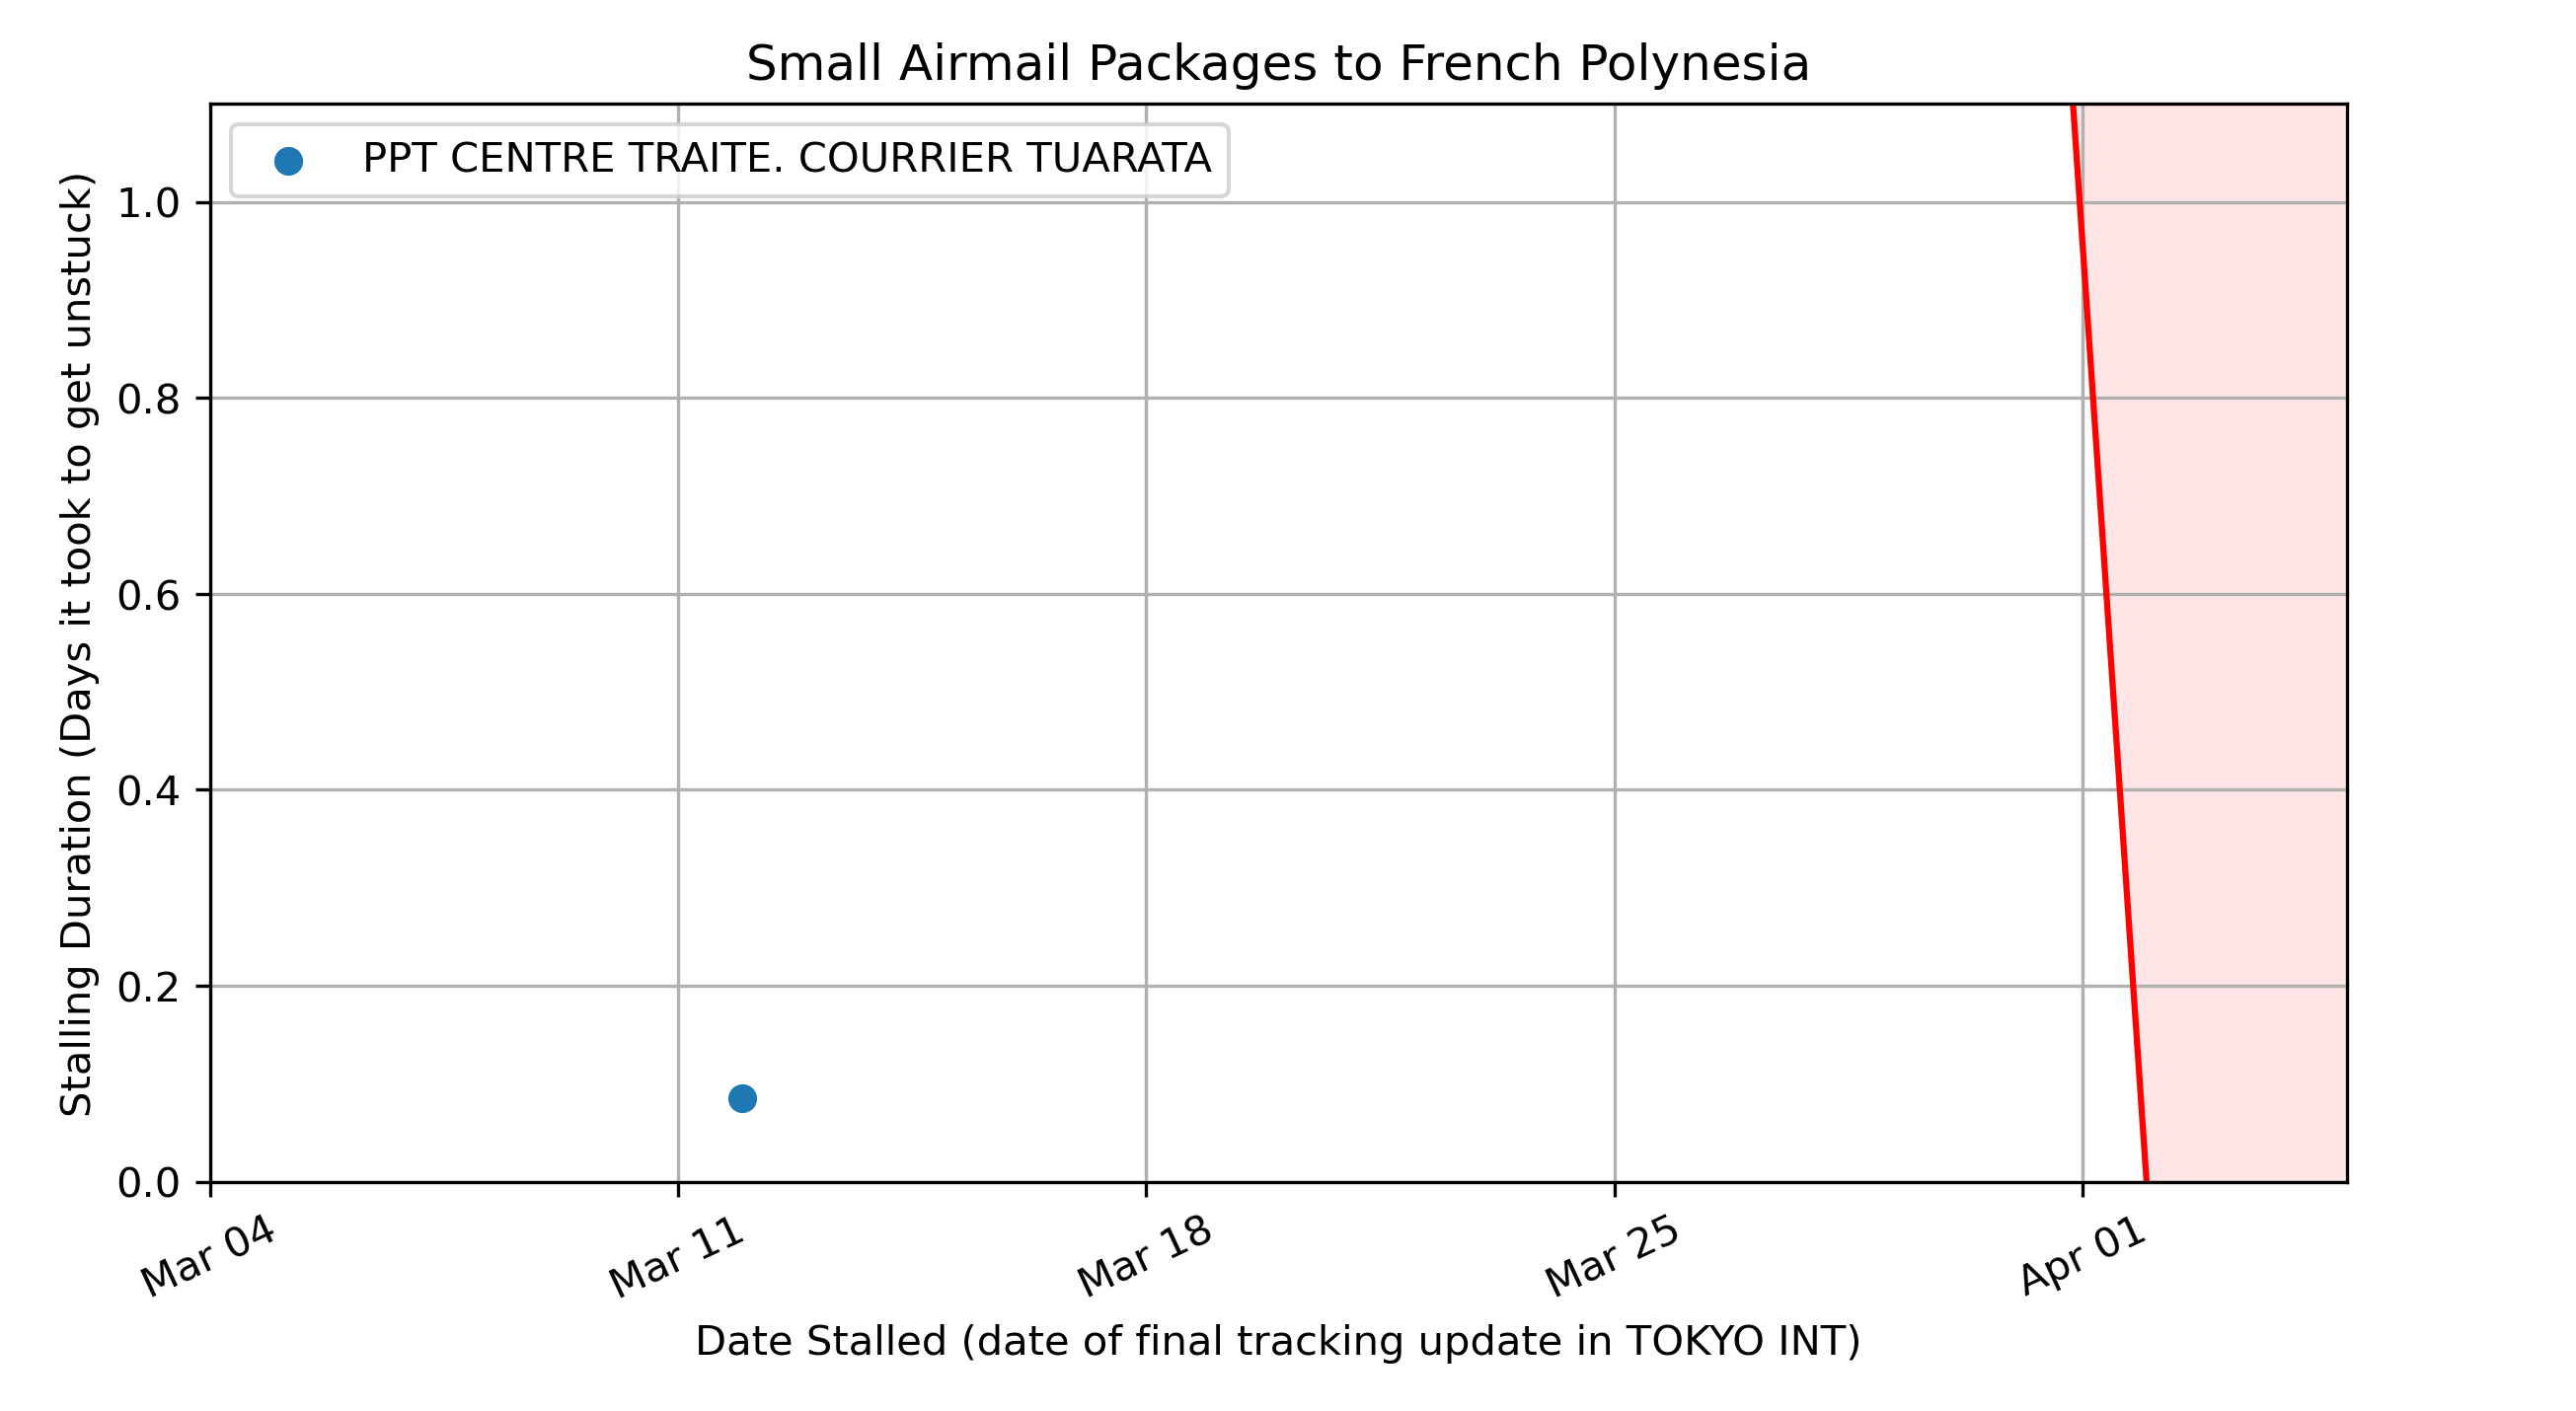 Small Airmail Packages to French Polynesia
PPT CENTRE TRAITE. COURRIER TUARATA
Stalling Duration (Days it took to get unstuck)
1.0
0.8
0.6
0.4
0.2
0.0
Mar 04
Mar 11
Mar 18
Mar 25
Apr 01
Date Stalled (date of final tracking update in TOKYO INT)